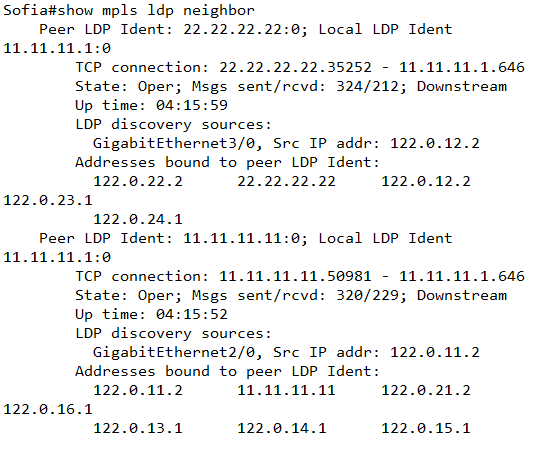 Sofia#show mpls ldp neighbor
Peer LDP Ident: 22.22.22.22:0; Local LDP Ident
11.11.11.1:0
TCP connection: 22.22.22.22.35252 - 11.11.11.1.646
State: Oper; Msgs sent/rcvd: 324/212; Downstream
Up time: 04:15:59
LDP discovery sources:
GigabitEthernet3/0, Src IP addr: 122.0.12.2
Addresses bound to peer LDP Ident:
122.0.22.2 22.22.22.22 122.0.12.2
122.0.23.1
122.0.24.1
Peer LDP Ident: 11.11.11.11:0; Local LDP Ident
11.11.11.1:0
TCP connection: 11.11.11.11.50981 - 11.11.11.1.646
State: Oper; Msgs sent/rcvd: 320/229; Downstream
Up time: 04:15:52
LDP discovery sources:
GigabitEthernet2/0, Src IP addr: 122.0.11.2
Addresses bound to peer LDP Ident:
122.0.11.2 11.11.11.11 122.0.21.2
122.0.16.1
122.0.13.1 122.0.14.1 122.0.15.1